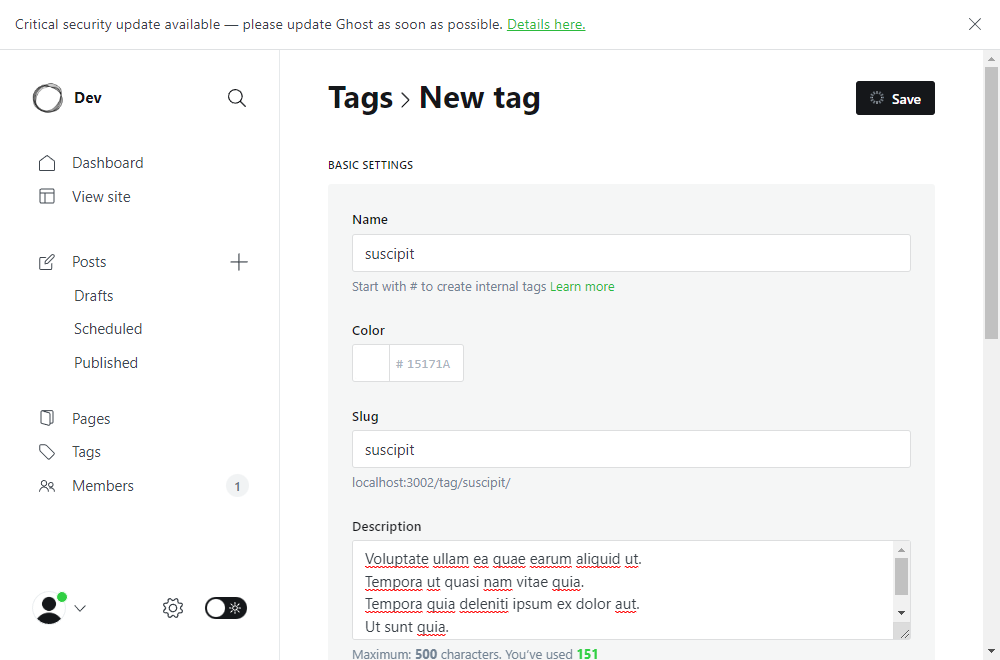 Critical security update available — please update Ghost as soon as possible. Details here.
Dev
Dashboard
View site
Posts
Drafts
Scheduled
Published
Pages
Tags
Members 1
Tags > New tag
Save
BASIC SETTINGS
Name
suscipit
Start with # to create internal tags Learn more
Color
# 15171A
Slug
suscipit
localhost:3002/tag/suscipit/
Description
Voluptate ullam ea quae earum aliquid ut.
Tempora ut quasi nam vitae quia.
Tempora quia deleniti ipsum ex dolor aut.
Ut sunt quia.
Maximum: 500 characters. You've used 151